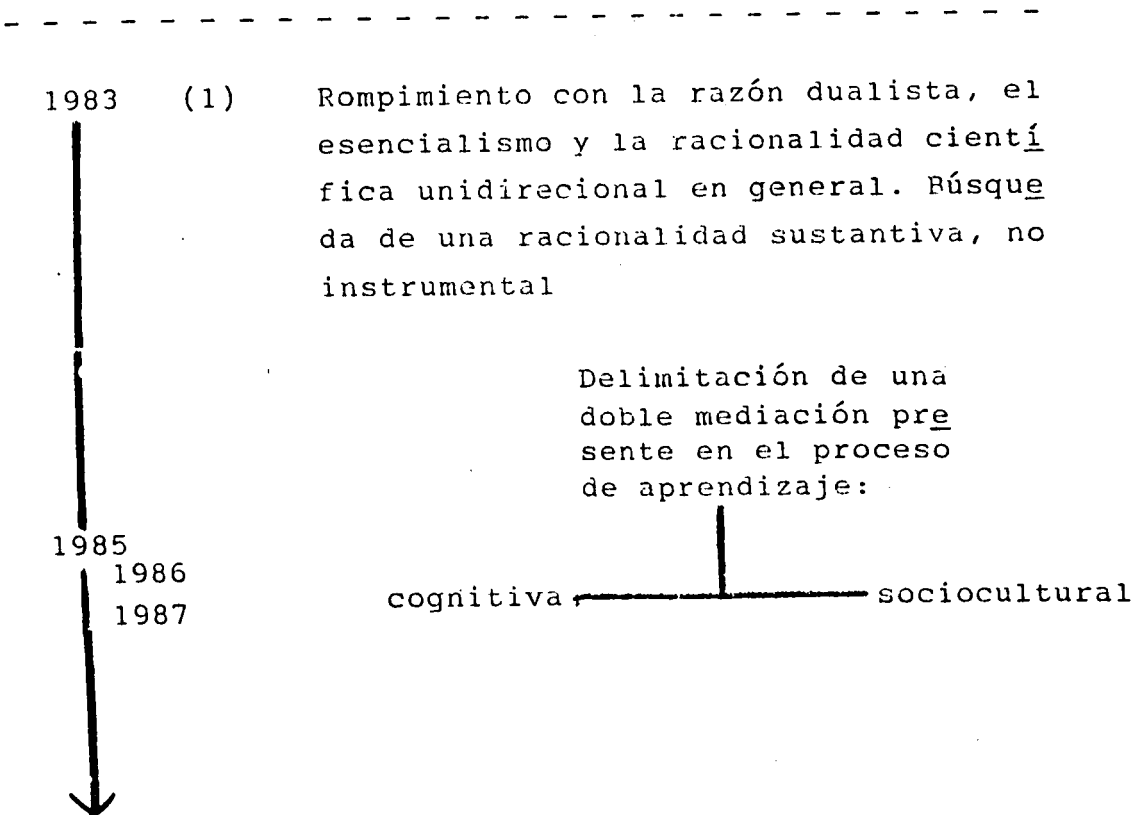 1983 (1) Rompimiento con la razón dualista, el
esencialismo y la racionalidad cientí
fica unidirecional en general. Búsque
da de una racionalidad sustantiva, no
instrumental
Delimitación de una
doble mediación pre
sente en el proceso
de aprendizaje:
1985
1986
1987
cognitiva sociocultural